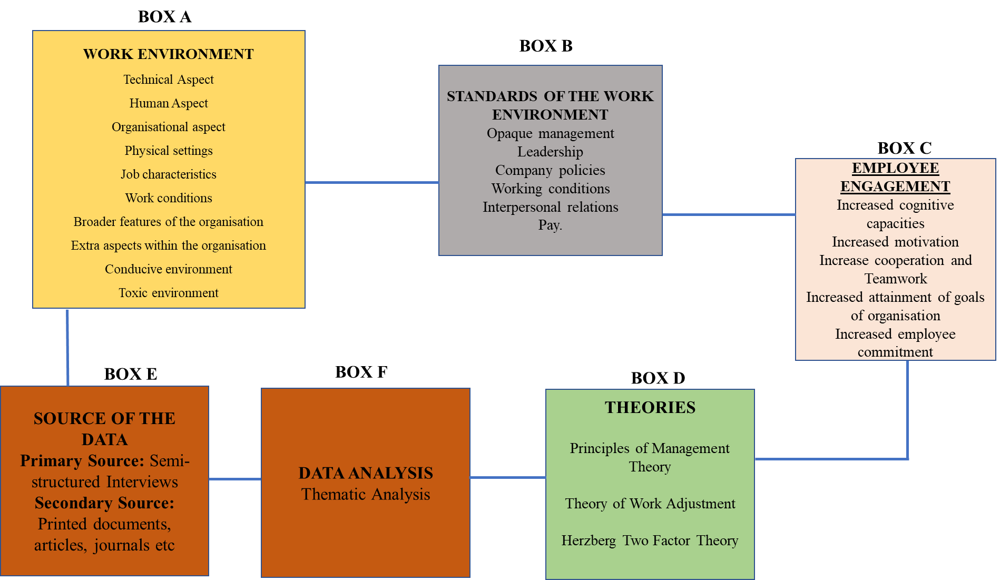 BOX A
WORK ENVIRONMENT
Technical Aspect
Human Aspect
Organisational aspect
Physical settings
Job characteristics
Work conditions
Broader features of the organisation
Extra aspects within the organisation
Conducive environment
Toxic environment
BOX B
STANDARDS OF THE WORK
ENVIRONMENT
Opaque management
Leadership
Company policies
Working conditions
Interpersonal relations
Pay.
BOX C
EMPLOYEE
ENGAGEMENT
Increased cognitive
capacities
Increased motivation
Increase cooperation and
Teamwork
Increased attainment of goals
of organisation
Increased employee
commitment
BOX E
SOURCE OF THE
DATA
Primary Source: Semi-
structured Interviews
Secondary Source:
Printed documents,
articles, journals etc
BOX F
DATA ANALYSIS
Thematic Analysis
BOX D
THEORIES
Principles of Management
Theory
Theory of Work Adjustment
Herzberg Two Factor Theory